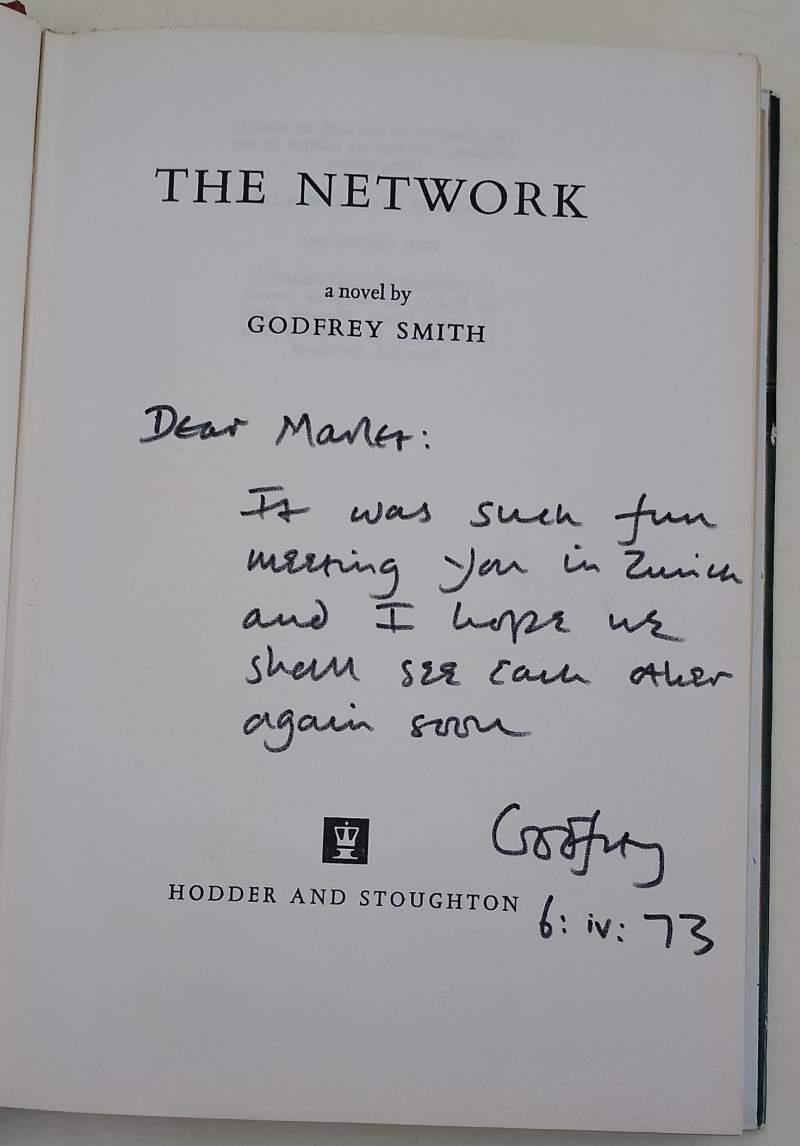 THE NETWORK
a novel by
GODFREY SMITH
Dear
It was such fun
meeting you in Zurich
and I hope we
shall see each other
again soon
Godfrey
HODDER AND STOUGHTON
6: iv: 73